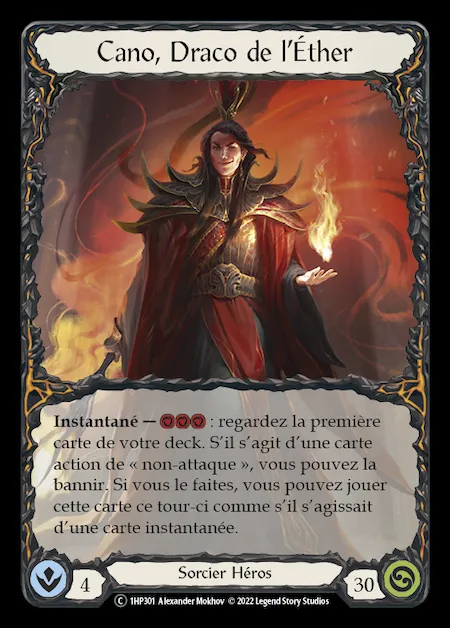 Cano, Draco de l'Éther
Instantané — : regardez la première
carte de votre deck. S'il s'agit d'une carte
action de « non-attaque », vous pouvez la
bannir. Si vous le faites, vous pouvez jouer
cette carte ce tour-ci comme s'il s'agissait
d'une carte instantanée.
4
Sorcier Héros
30
C 1HP301 Alexander Mokhov © 2022 Legend Story Studios